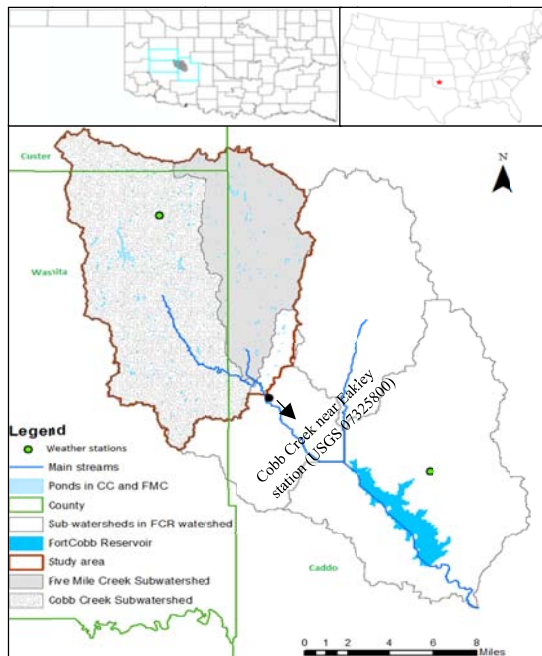 Custer
N
Washita
Cobb Creek near Eakley
station (USGS 07325800)
Legend
Weather stations
Main streams
Ponds in CC and FMC
County
Sub-watersheds in FCR watershed
FortCobb Reservoir
Study area
Five Mile Creek Subwatershed
Cobb Creek Subwatershed
Caddo
0 1 2 4 6 8
Miles